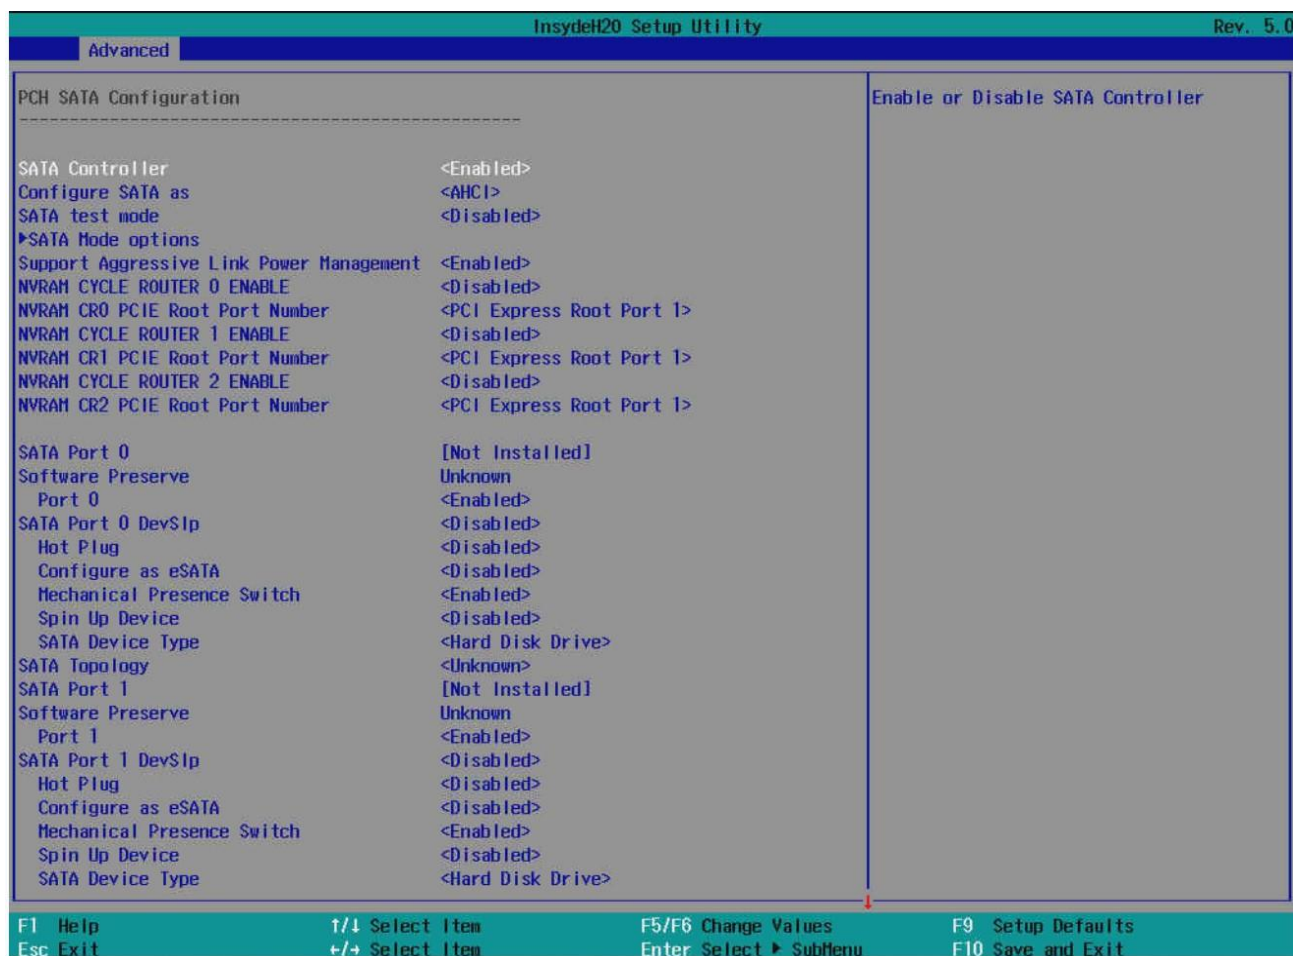 InsydeH20 Setup Utility Rev. 5.0
Advanced
PCH SATA Configuration Enable or Disable SATA Controller
--------------------------------------------------
SATA Controller <Enabled>
Configure SATA as <AHCI>
SATA test mode <Disabled>
▶SATA Mode options
Support Aggressive Link Power Management <Enabled>
NVRAM CYCLE ROUTER 0 ENABLE <Disabled>
NVRAM CR0 PCIE Root Port Number <PCI Express Root Port 1>
NVRAM CYCLE ROUTER 1 ENABLE <Disabled>
NVRAM CR1 PCIE Root Port Number <PCI Express Root Port 1>
NVRAM CYCLE ROUTER 2 ENABLE <Disabled>
NVRAM CR2 PCIE Root Port Number <PCI Express Root Port 1>
SATA Port 0 [Not Installed]
Software Preserve Unknown
Port 0 <Enabled>
SATA Port 0 DevSlp <Disabled>
Hot Plug <Disabled>
Configure as eSATA <Disabled>
Mechanical Presence Switch <Enabled>
Spin Up Device <Disabled>
SATA Device Type <Hard Disk Drive>
SATA Topology <Unknown>
SATA Port 1 [Not Installed]
Software Preserve Unknown
Port 1 <Enabled>
SATA Port 1 DevSlp <Disabled>
Hot Plug <Disabled>
Configure as eSATA <Disabled>
Mechanical Presence Switch <Enabled>
Spin Up Device <Disabled>
SATA Device Type <Hard Disk Drive>
F1 Help ↑/↓ Select Item F5/F6 Change Values F9 Setup Defaults
Esc Exit ←/→ Select Item Enter Select ▶ SubMenu F10 Save and Exit